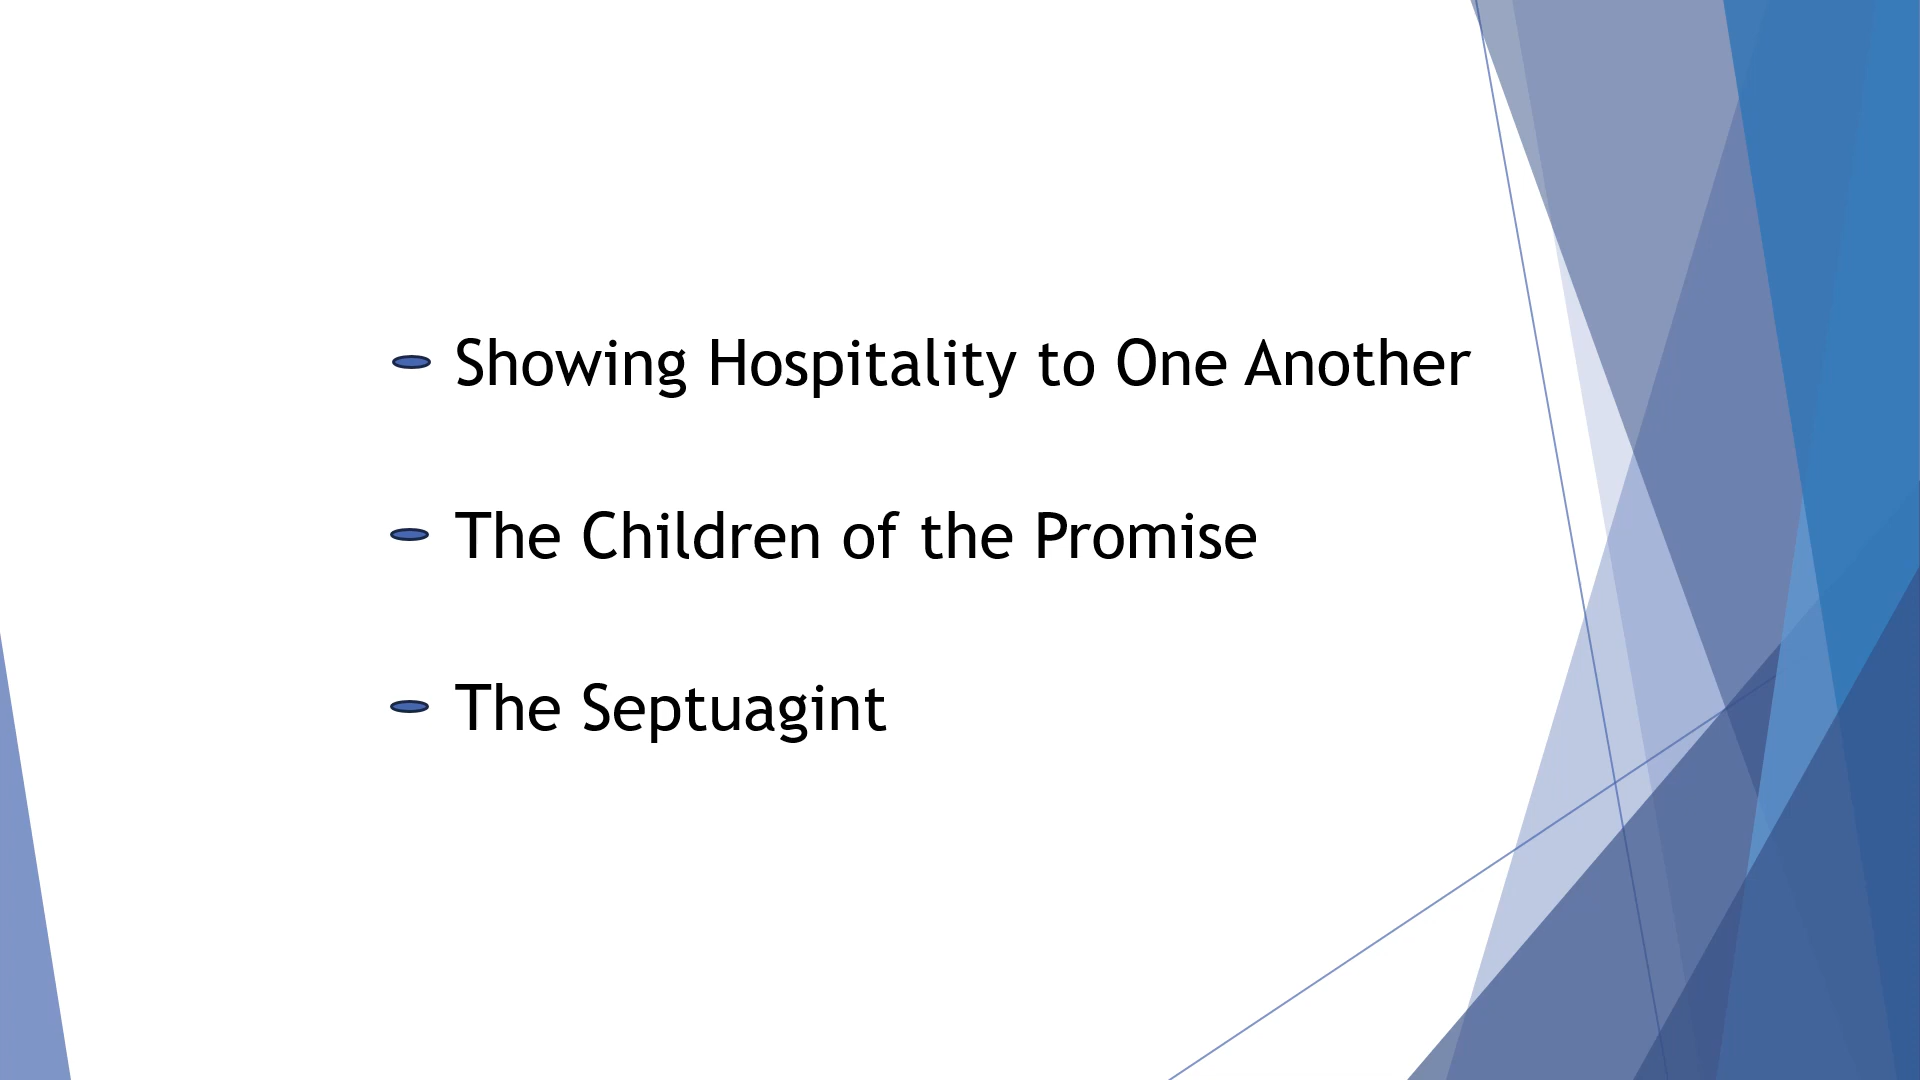 Showing Hospitality to One Another
The Children of the Promise
The Septuagint